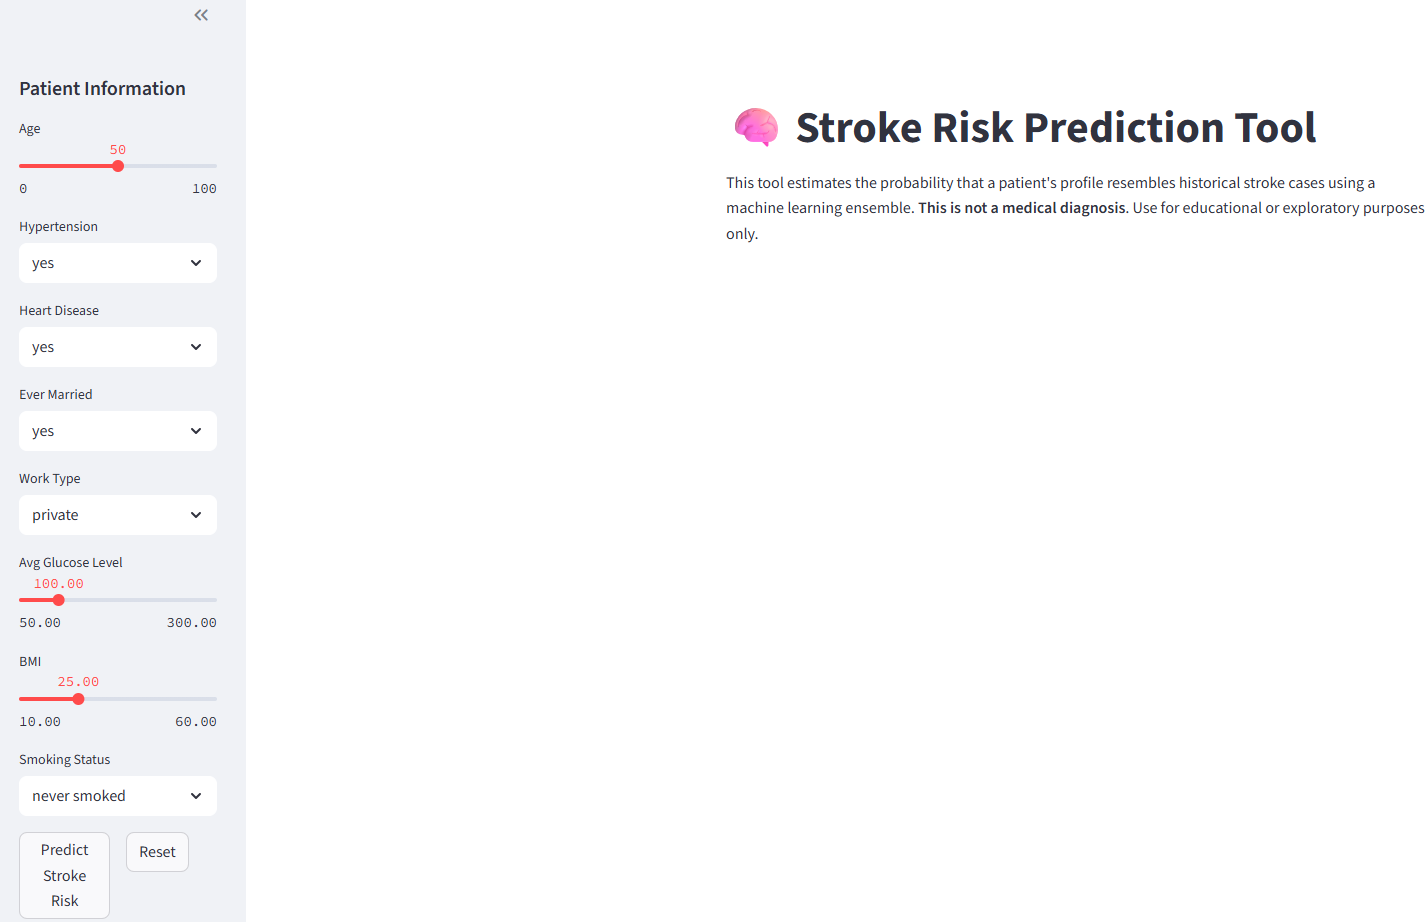 Patient Information
Age
50
0 100
Hypertension
yes
Heart Disease
yes
Ever Married
yes
Work Type
private
Avg Glucose Level
100.00
50.00 300.00
BMI
25.00
10.00 60.00
Smoking Status
never smoked
Predict
Stroke
Risk
Reset
Stroke Risk Prediction Tool
This tool estimates the probability that a patient's profile resembles historical stroke cases using a
machine learning ensemble. This is not a medical diagnosis. Use for educational or exploratory purposes
only.